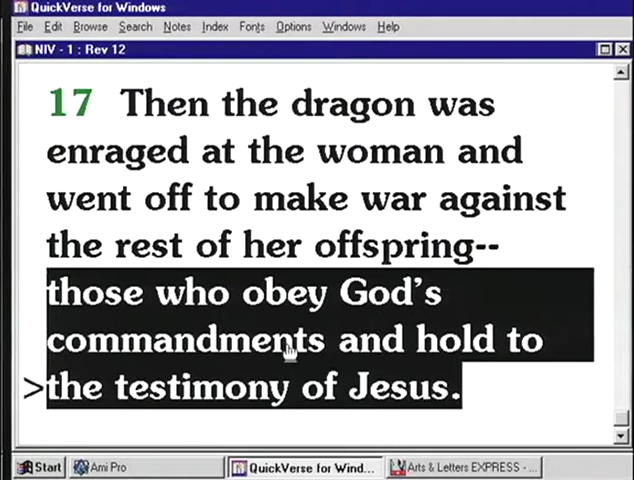 QuickVerse for Windows
File Edit Browse Search Notes Index Fonts Options Windows Help
NIV - 1 : Rev 12
17 Then the dragon was
enraged at the woman and
went off to make war against
the rest of her offspring--
those who obey God's
commandments and hold to
>the testimony of Jesus.
Start Ami Pro QuickVerse for Wind... Arts & Letters EXPRESS - ...